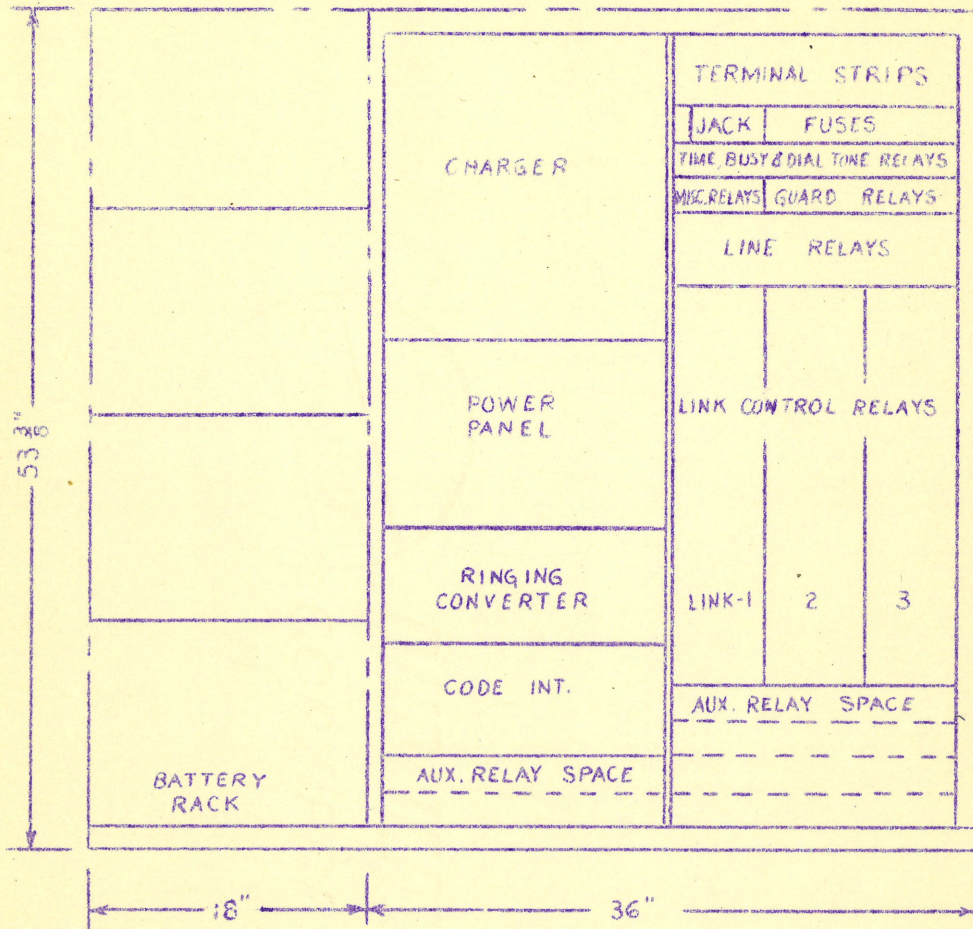 TERMINAL STRIPS
JACK FUSES
TIME, BUSY & DIAL TONE RELAYS
MISC. RELAYS GUARD RELAYS
LINE RELAYS
CHARGER
POWER
PANEL
LINK CONTROL RELAYS
RINGING
CONVERTER
LINK-1 2 3
CODE INT.
AUX. RELAY SPACE
AUX. RELAY SPACE
BATTERY
RACK
53 3/8"
18" 36"